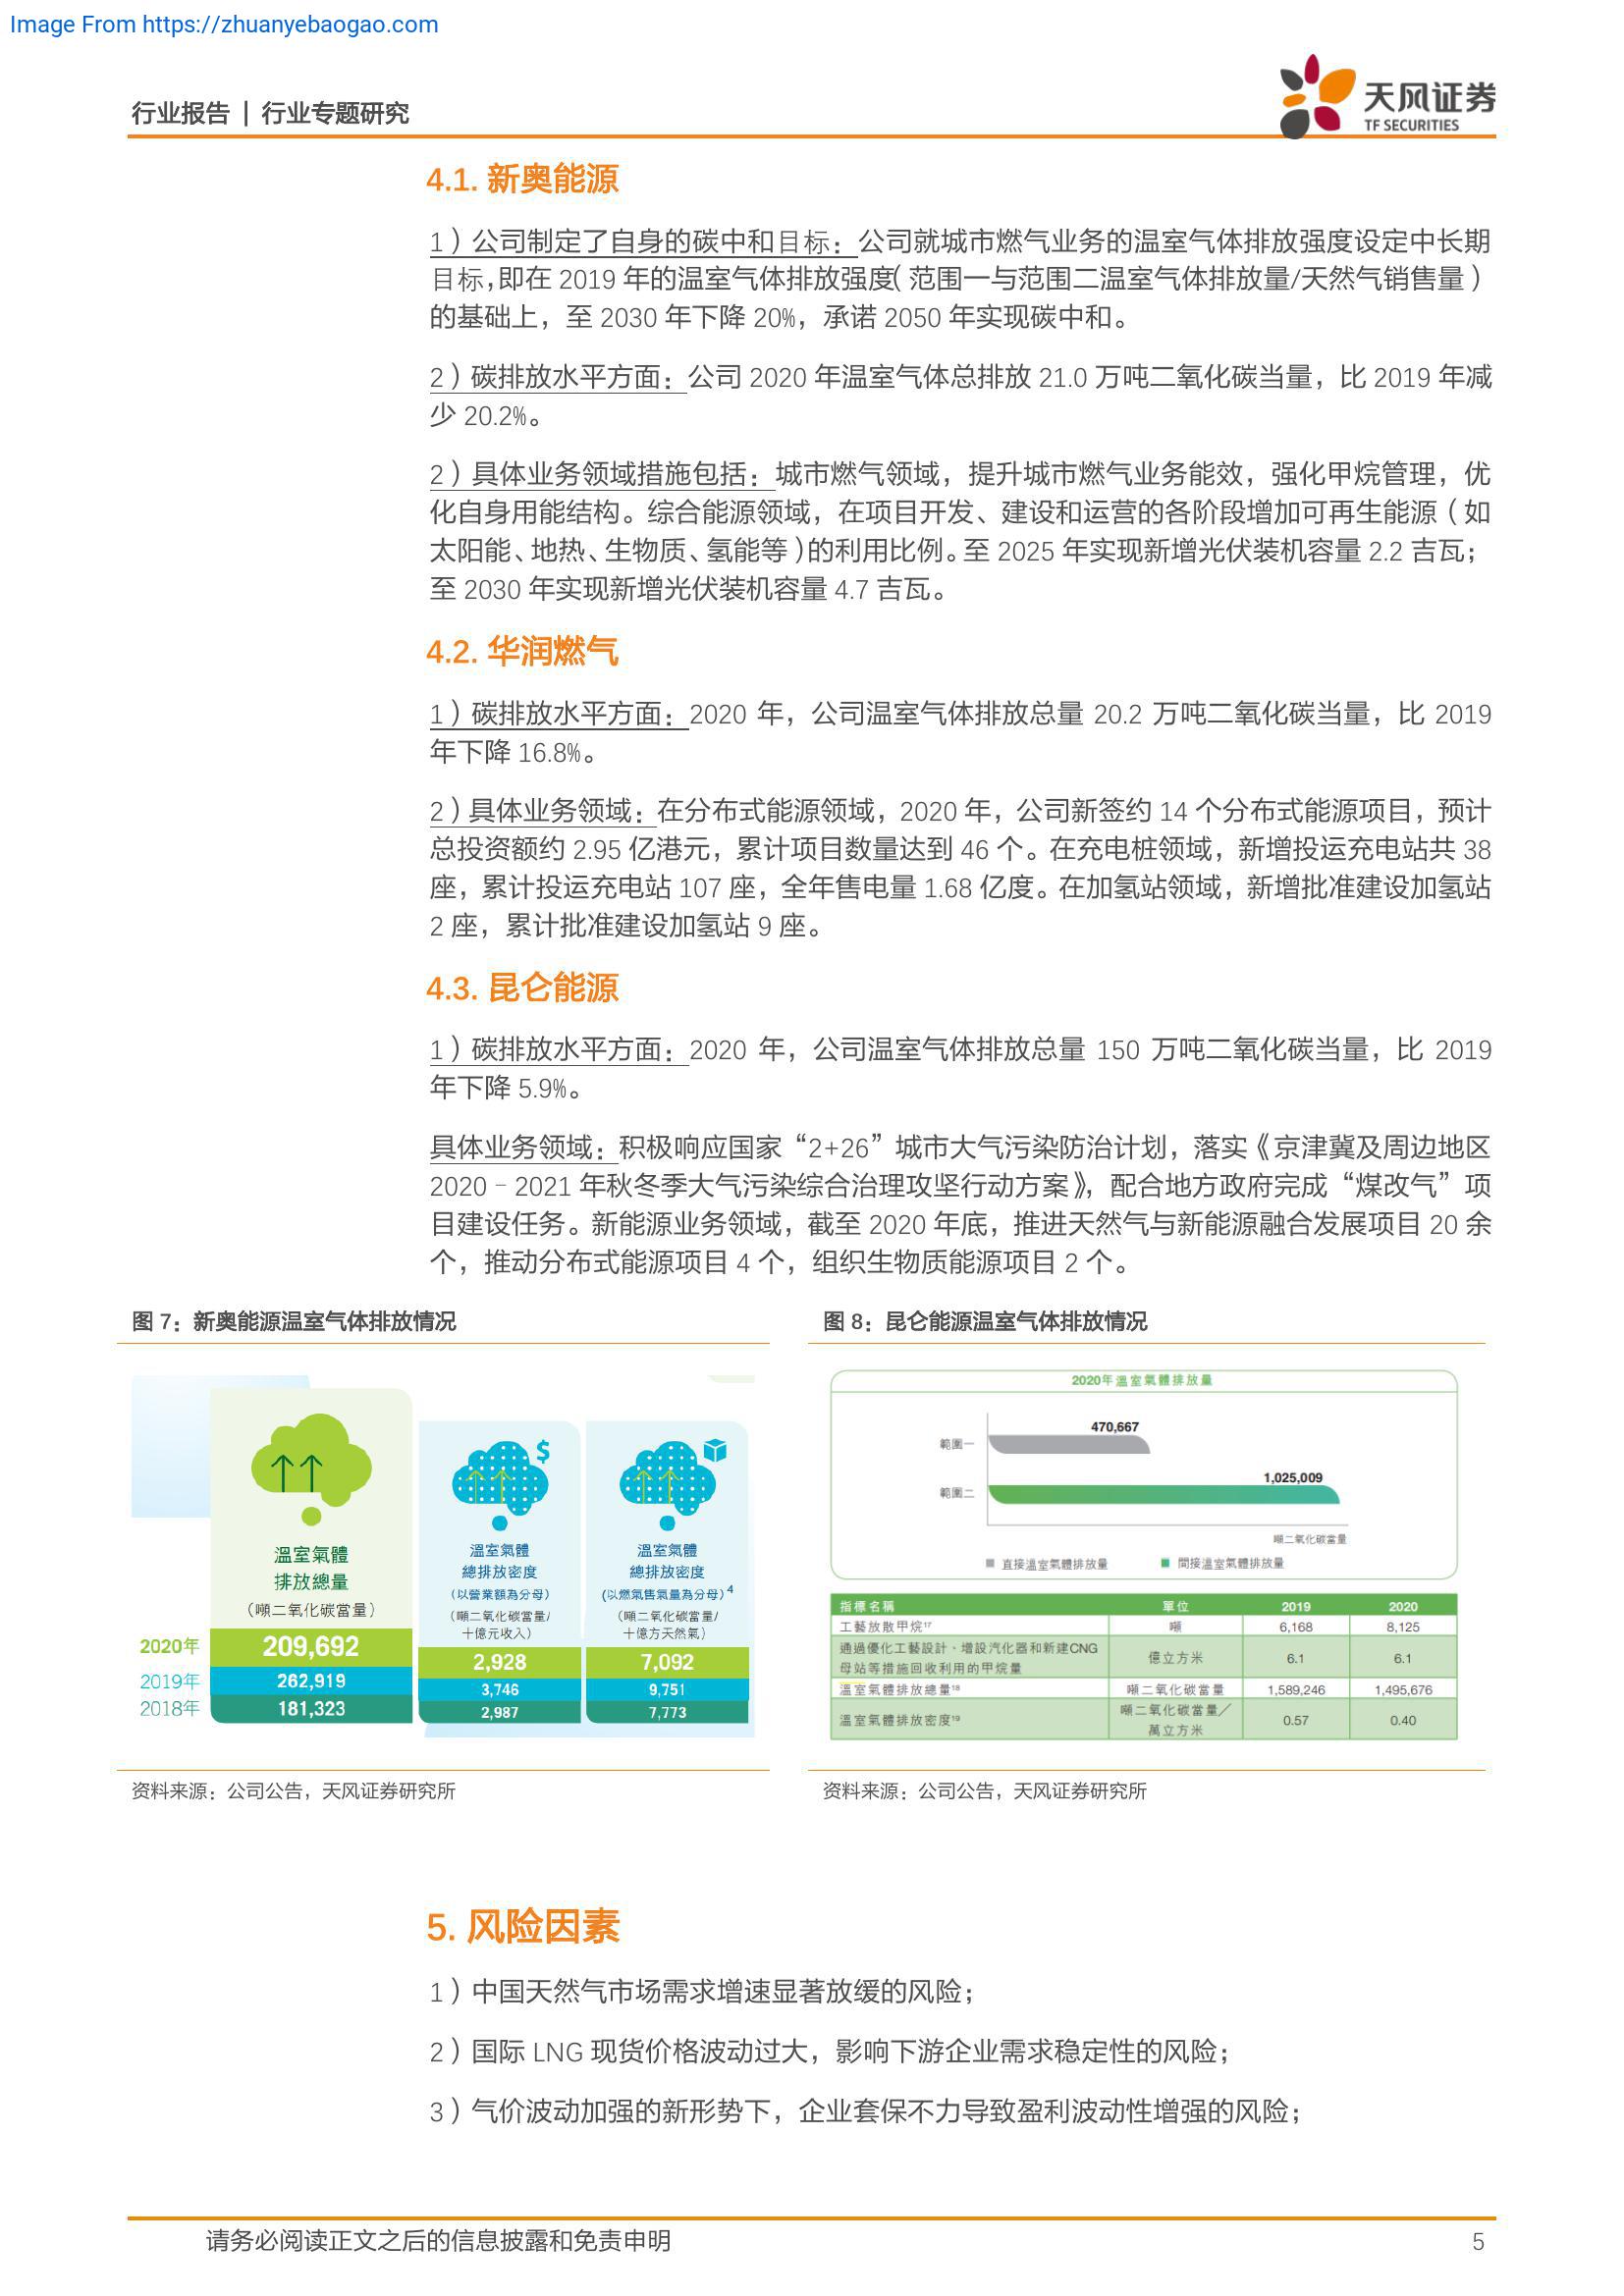 Image From https://zhuanyebaogao.com
行业报告 | 行业专题研究
天风证券
TF SECURITIES
4.1. 新奥能源
1）公司制定了自身的碳中和目标：公司就城市燃气业务的温室气体排放强度设定中长期
目标，即在 2019 年的温室气体排放强度（范围一与范围二温室气体排放量/天然气销售量）
的基础上，至 2030 年下降 20%，承诺 2050 年实现碳中和。
2）碳排放水平方面：公司 2020 年温室气体总排放 21.0 万吨二氧化碳当量，比 2019 年减
少 20.2%。
2）具体业务领域措施包括：城市燃气领域，提升城市燃气业务能效，强化甲烷管理，优
化自身用能结构。综合能源领域，在项目开发、建设和运营的各阶段增加可再生能源（如
太阳能、地热、生物质、氢能等）的利用比例。至 2025 年实现新增光伏装机容量 2.2 吉瓦；
至 2030 年实现新增光伏装机容量 4.7 吉瓦。
4.2. 华润燃气
1）碳排放水平方面：2020 年，公司温室气体排放总量 20.2 万吨二氧化碳当量，比 2019
年下降 16.8%。
2）具体业务领域：在分布式能源领域，2020 年，公司新签约 14 个分布式能源项目，预计
总投资额约 2.95 亿港元，累计项目数量达到 46 个。在充电桩领域，新增投运充电站共 38
座，累计投运充电站 107 座，全年售电量 1.68 亿度。在加氢站领域，新增批准建设加氢站
2 座，累计批准建设加氢站 9 座。
4.3. 昆仑能源
1）碳排放水平方面：2020 年，公司温室气体排放总量 150 万吨二氧化碳当量，比 2019
年下降 5.9%。
具体业务领域：积极响应国家“2+26”城市大气污染防治计划，落实《京津冀及周边地区
2020–2021 年秋冬季大气污染综合治理攻坚行动方案》，配合地方政府完成“煤改气”项
目建设任务。新能源业务领域，截至 2020 年底，推进天然气与新能源融合发展项目 20 余
个，推动分布式能源项目 4 个，组织生物质能源项目 2 个。
图 7：新奥能源温室气体排放情况
溫室氣體
排放總量
（噸二氧化碳當量）
2020年 209,692
2019年 262,919
2018年 181,323
$
溫室氣體
總排放密度
（以營業額為分母）
（噸二氧化碳當量/
十億元收入）
2,928
3,746
2,987
溫室氣體
總排放密度
（以燃氣售氣量為分母）4
（噸二氧化碳當量/
十億方天然氣）
7,092
9,751
7,773
资料来源：公司公告，天风证券研究所
图 8：昆仑能源温室气体排放情况
2020年溫室氣體排放量
範圍一 470,667
範圍二 1,025,009
噸二氧化碳當量
直接溫室氣體排放量 間接溫室氣體排放量
指標名稱 單位 2019 2020
工藝放散甲烷17 噸 6,168 8,125
通過優化工藝設計、增設汽化器和新建CNG
母站等措施回收利用的甲烷量 億立方米 6.1 6.1
溫室氣體排放總量18 噸二氧化碳當量 1,589,246 1,495,676
溫室氣體排放密度19 噸二氧化碳當量／
萬立方米 0.57 0.40
资料来源：公司公告，天风证券研究所
5. 风险因素
1）中国天然气市场需求增速显著放缓的风险；
2）国际 LNG 现货价格波动过大，影响下游企业需求稳定性的风险；
3）气价波动加强的新形势下，企业套保不力导致盈利波动性增强的风险；
请务必阅读正文之后的信息披露和免责申明 5